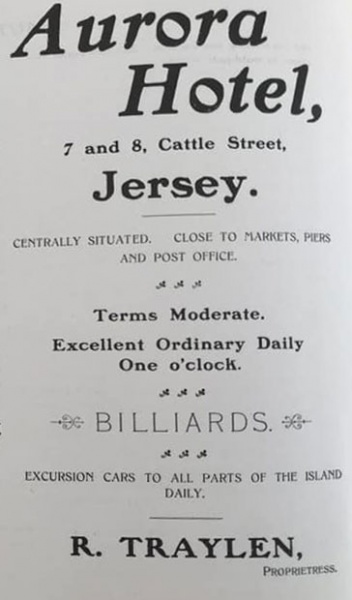 Aurora
Hotel,
7 and 8, Cattle Street,
Jersey.
CENTRALLY SITUATED. CLOSE TO MARKETS, PIERS
AND POST OFFICE.
Terms Moderate.
Excellent Ordinary Daily
One o'clock.
BILLIARDS.
EXCURSION CARS TO ALL PARTS OF THE ISLAND
DAILY.
R. TRAYLEN,
PROPRIETRESS.